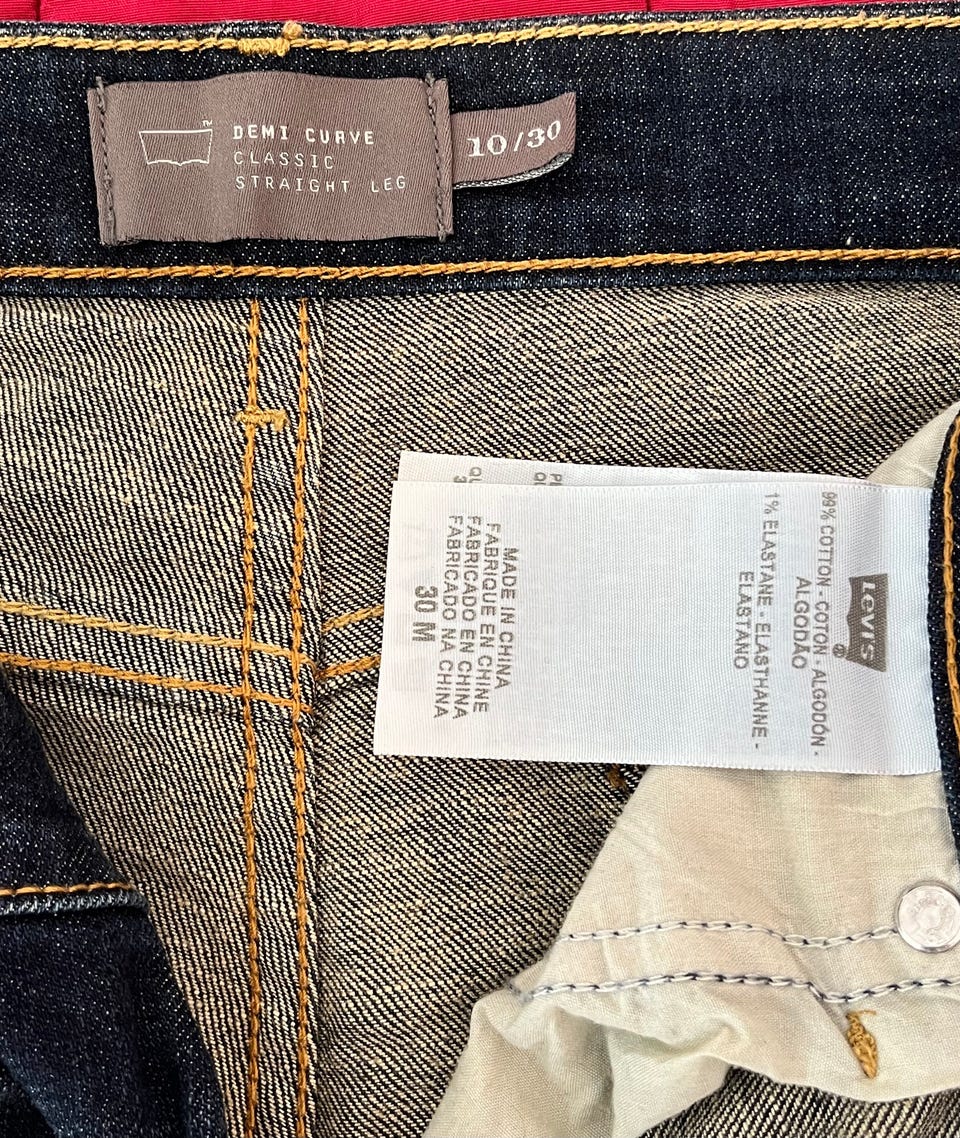 ™
DEMI CURVE
CLASSIC
STRAIGHT LEG
10/30
Levi's
®
99% COTTON - COTON - ALGODÓN -
ALGODÃO
1% ELASTANE - ELASTHANNE -
ELASTANO
MADE IN CHINA
FABRIQUE EN CHINE
FABRICADO EN CHINA
FABRICADO NA CHINA
30 M